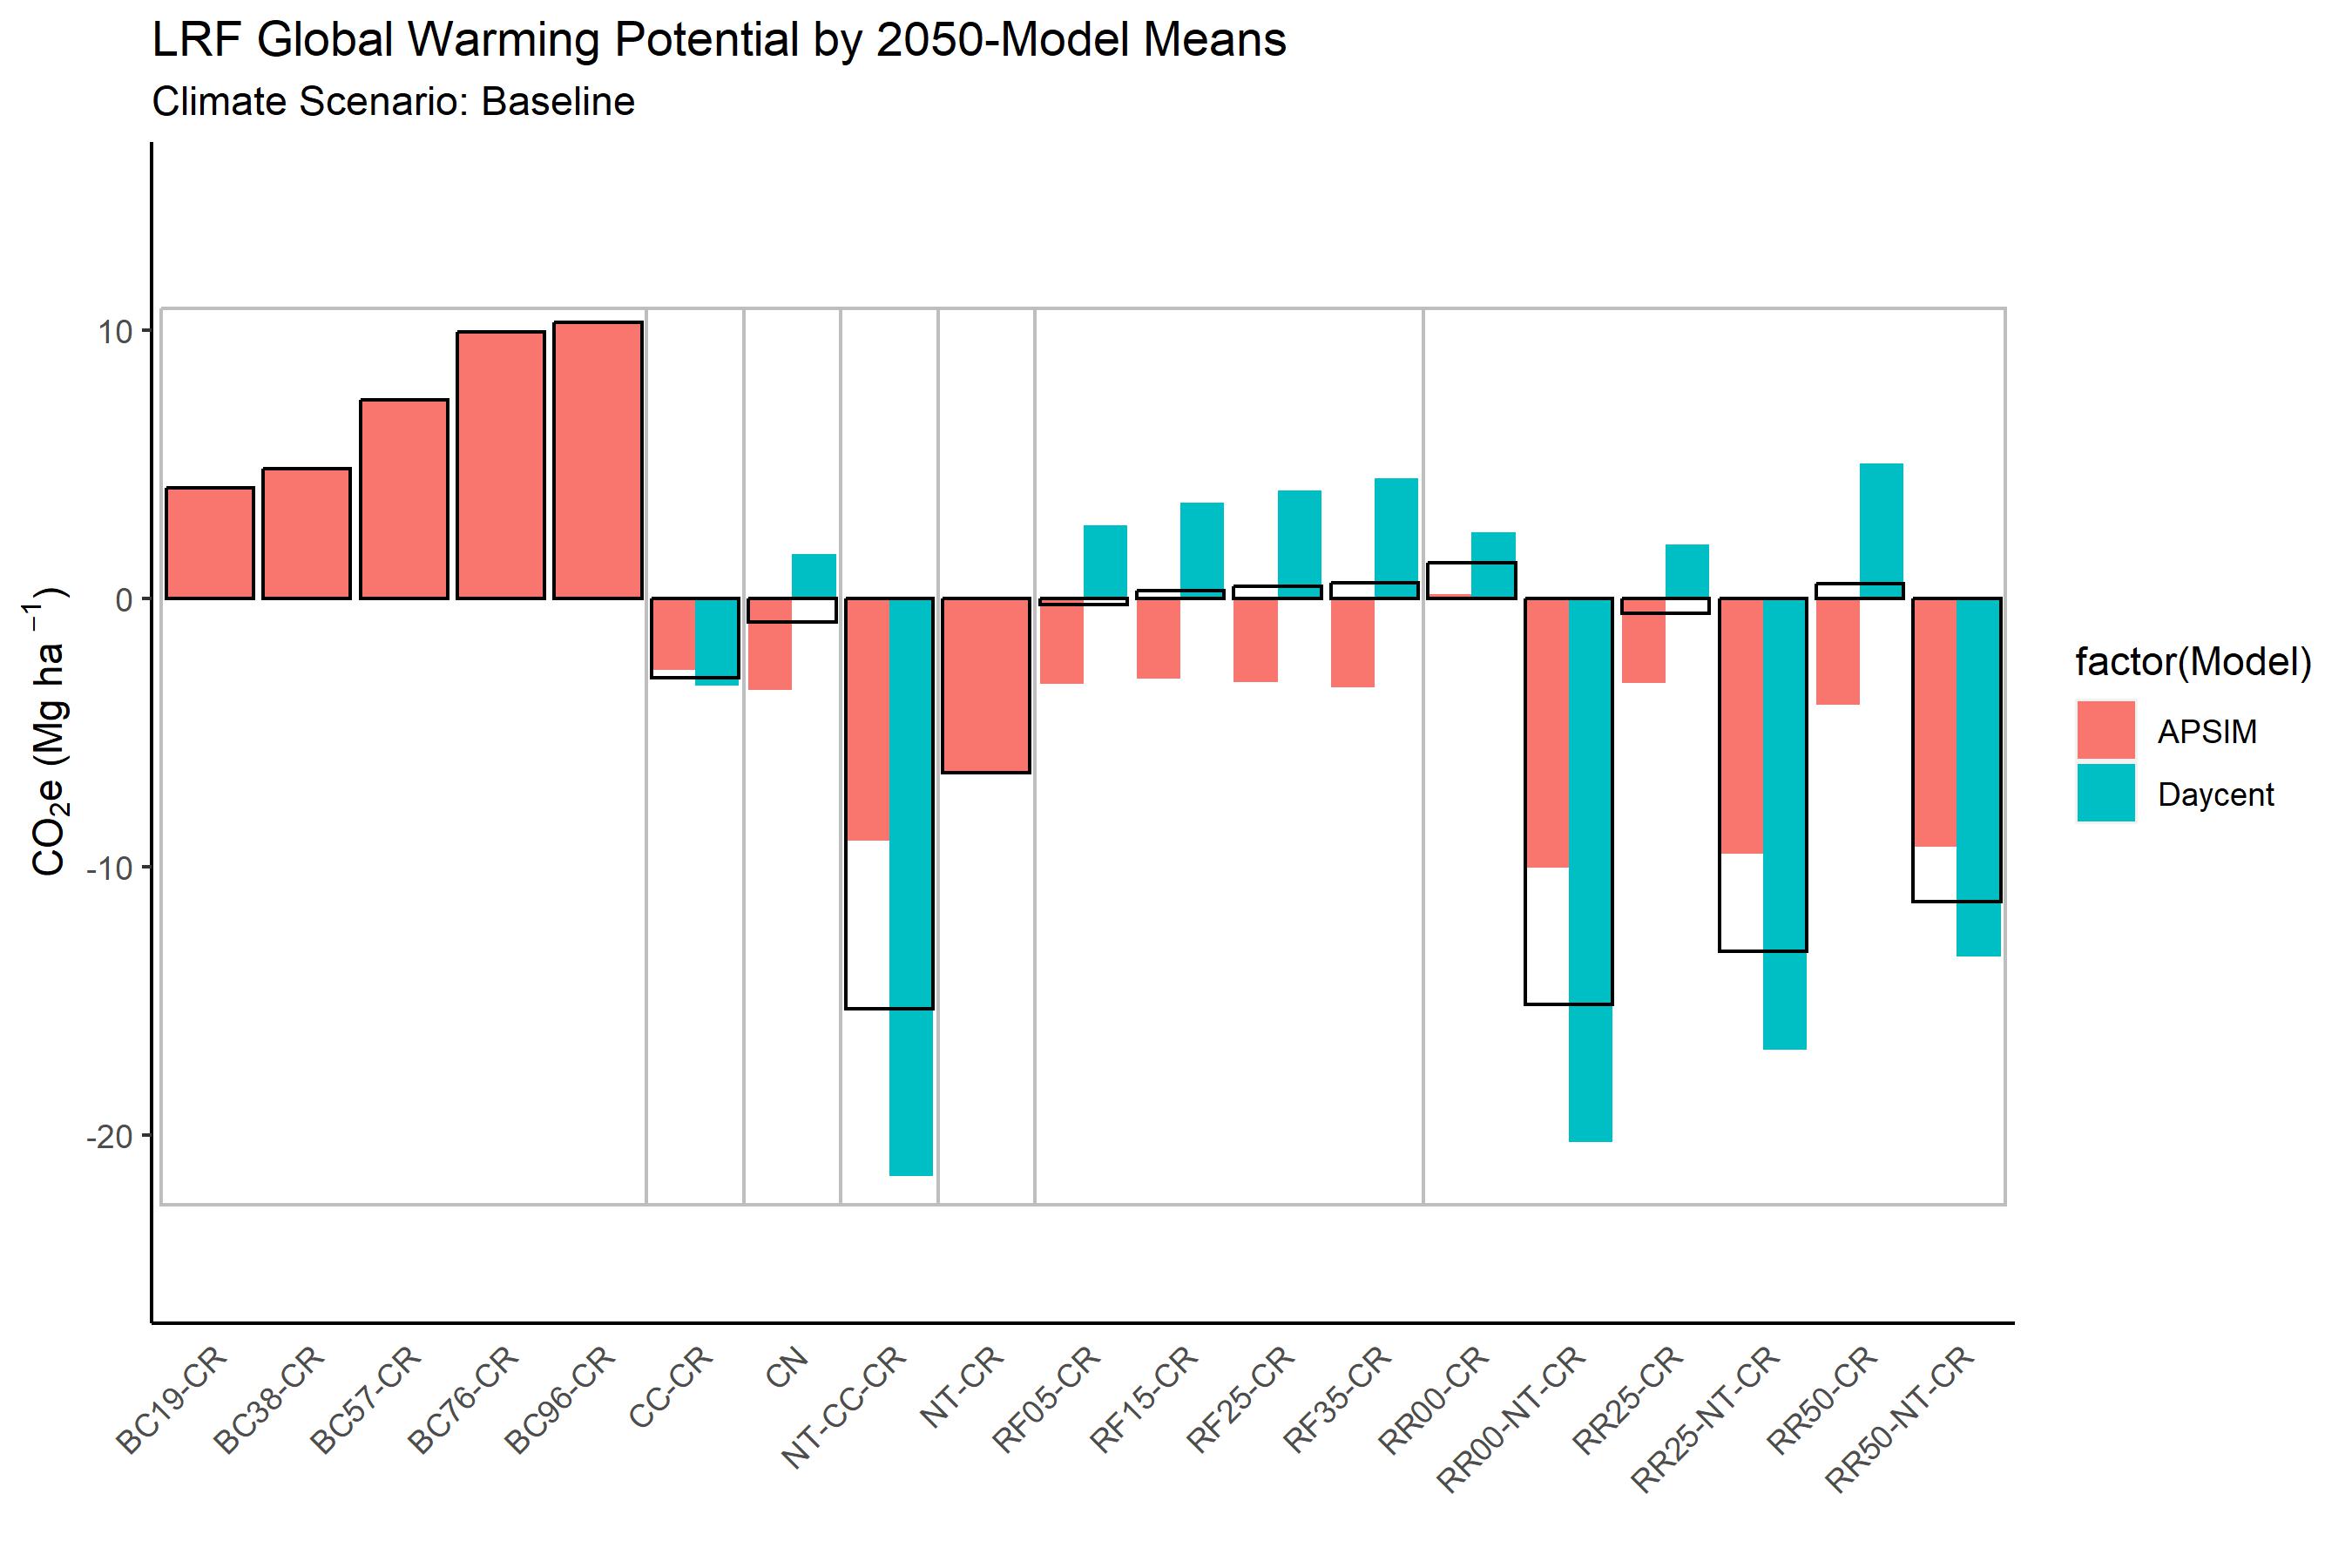 LRF Global Warming Potential by 2050-Model Means
Climate Scenario: Baseline
CO₂e (Mg ha ⁻¹)
10
0
-10
-20
BC19-CR
BC38-CR
BC57-CR
BC76-CR
BC96-CR
CC-CR
CN
NT-CC-CR
NT-CR
RF05-CR
RF15-CR
RF25-CR
RF35-CR
RR00-CR
RR00-NT-CR
RR25-CR
RR25-NT-CR
RR50-CR
RR50-NT-CR
factor(Model)
APSIM
Daycent